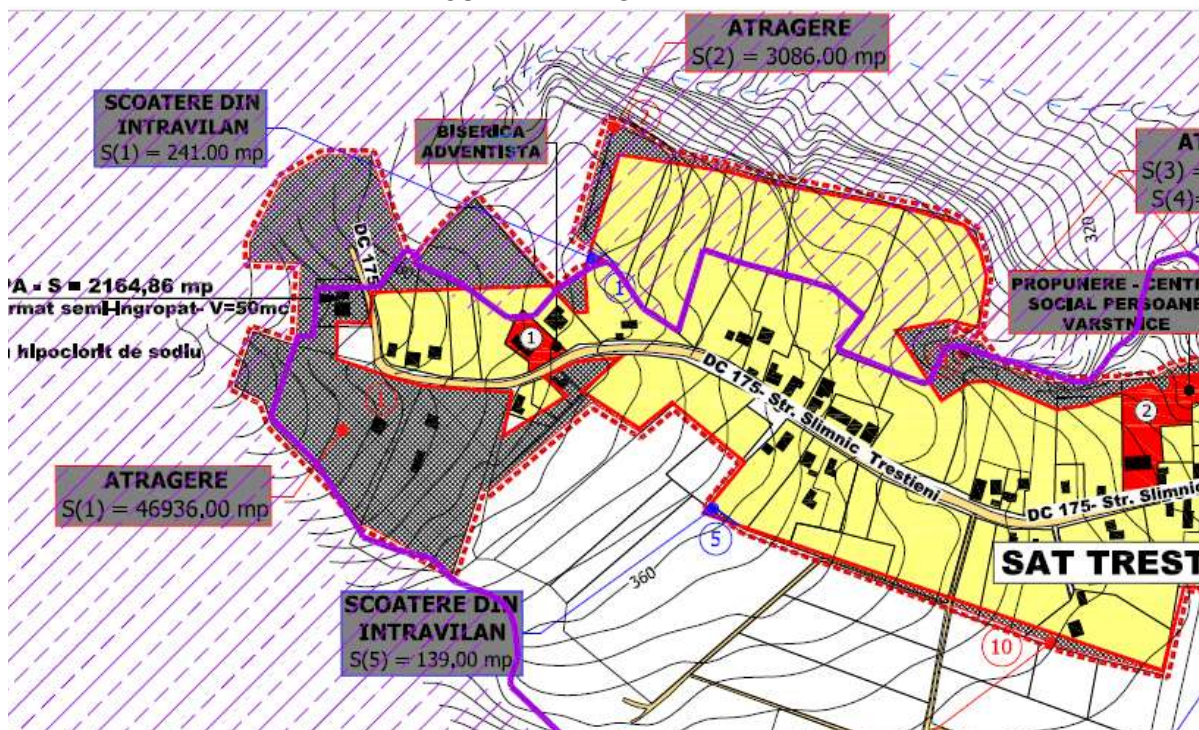 ATRAGERE
S(2) = 3086.00 mp
SCOATERE DIN
INTRAVILAN
S(1) = 241.00 mp
BISERICA
ADVENTISTA
2
S(3) =
S(4)=
320
DC 175
PA - S = 2164,86 mp
rmat semi-ingropat- V=50mc
hipoclorit de sodiu
1
1
PROPUNERE -
SOCIAL PERSOANE
VARSTNICE
DC 175- Str. Slimnic Trestieni
2
1
ATRAGERE
S(1) = 46936,00 mp
DC 175- Str. Slimnic
5
SAT TREST
360
SCOATERE DIN
INTRAVILAN
S(5) = 139,00 mp
10